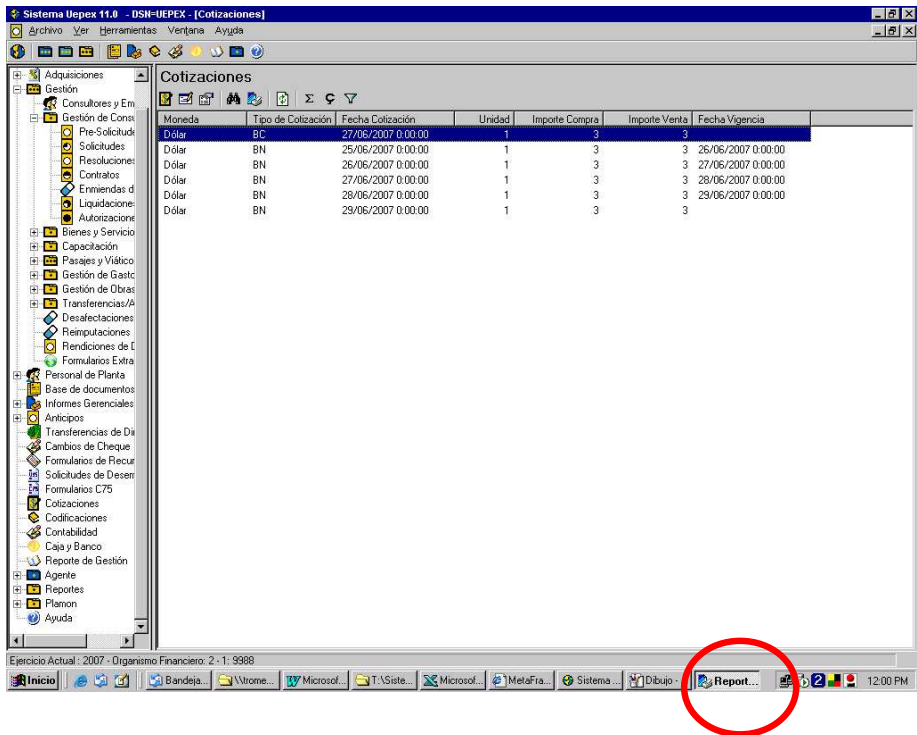 Sistema Uepex 11.0 - DSN=UEPEX - [Cotizaciones]
Archivo Ver Herramientas Ventana Ayuda
Adquisiciones
Gestión
Consultores y Em
Gestión de Consu
Pre-Solicitude
Solicitudes
Resoluciones
Contratos
Enmiendas d
Liquidacione
Autorizacione
Bienes y Servicio
Capacitación
Pasajes y Viático
Gestión de Gasto
Gestión de Obras
Transferencias/A
Desafectaciones
Reimputaciones
Rendiciones de D
Formularios Extra
Personal de Planta
Base de documentos
Informes Gerenciales
Anticipos
Transferencias de Di
Cambios de Cheque
Formularios de Recur
Solicitudes de Desem
Formularios C75
Cotizaciones
Codificaciones
Contabilidad
Caja y Banco
Reporte de Gestión
Agente
Reportes
Plamon
Ayuda
Cotizaciones
Moneda Tipo de Cotización Fecha Cotización Unidad Importe Compra Importe Venta Fecha Vigencia
Dólar BC 27/06/2007 0:00:00 1 3 3
Dólar BN 25/06/2007 0:00:00 1 3 3 26/06/2007 0:00:00
Dólar BN 26/06/2007 0:00:00 1 3 3 27/06/2007 0:00:00
Dólar BN 27/06/2007 0:00:00 1 3 3 28/06/2007 0:00:00
Dólar BN 28/06/2007 0:00:00 1 3 3 29/06/2007 0:00:00
Dólar BN 29/06/2007 0:00:00 1 3 3
Ejercicio Actual : 2007 - Organismo Financiero: 2 - 1: 9988
Inicio Bandeja... \\trome... Microsof... T:\Siste... Microsof... MetaFra... Sistema ... Dibujo - Report... 2 12:00 PM